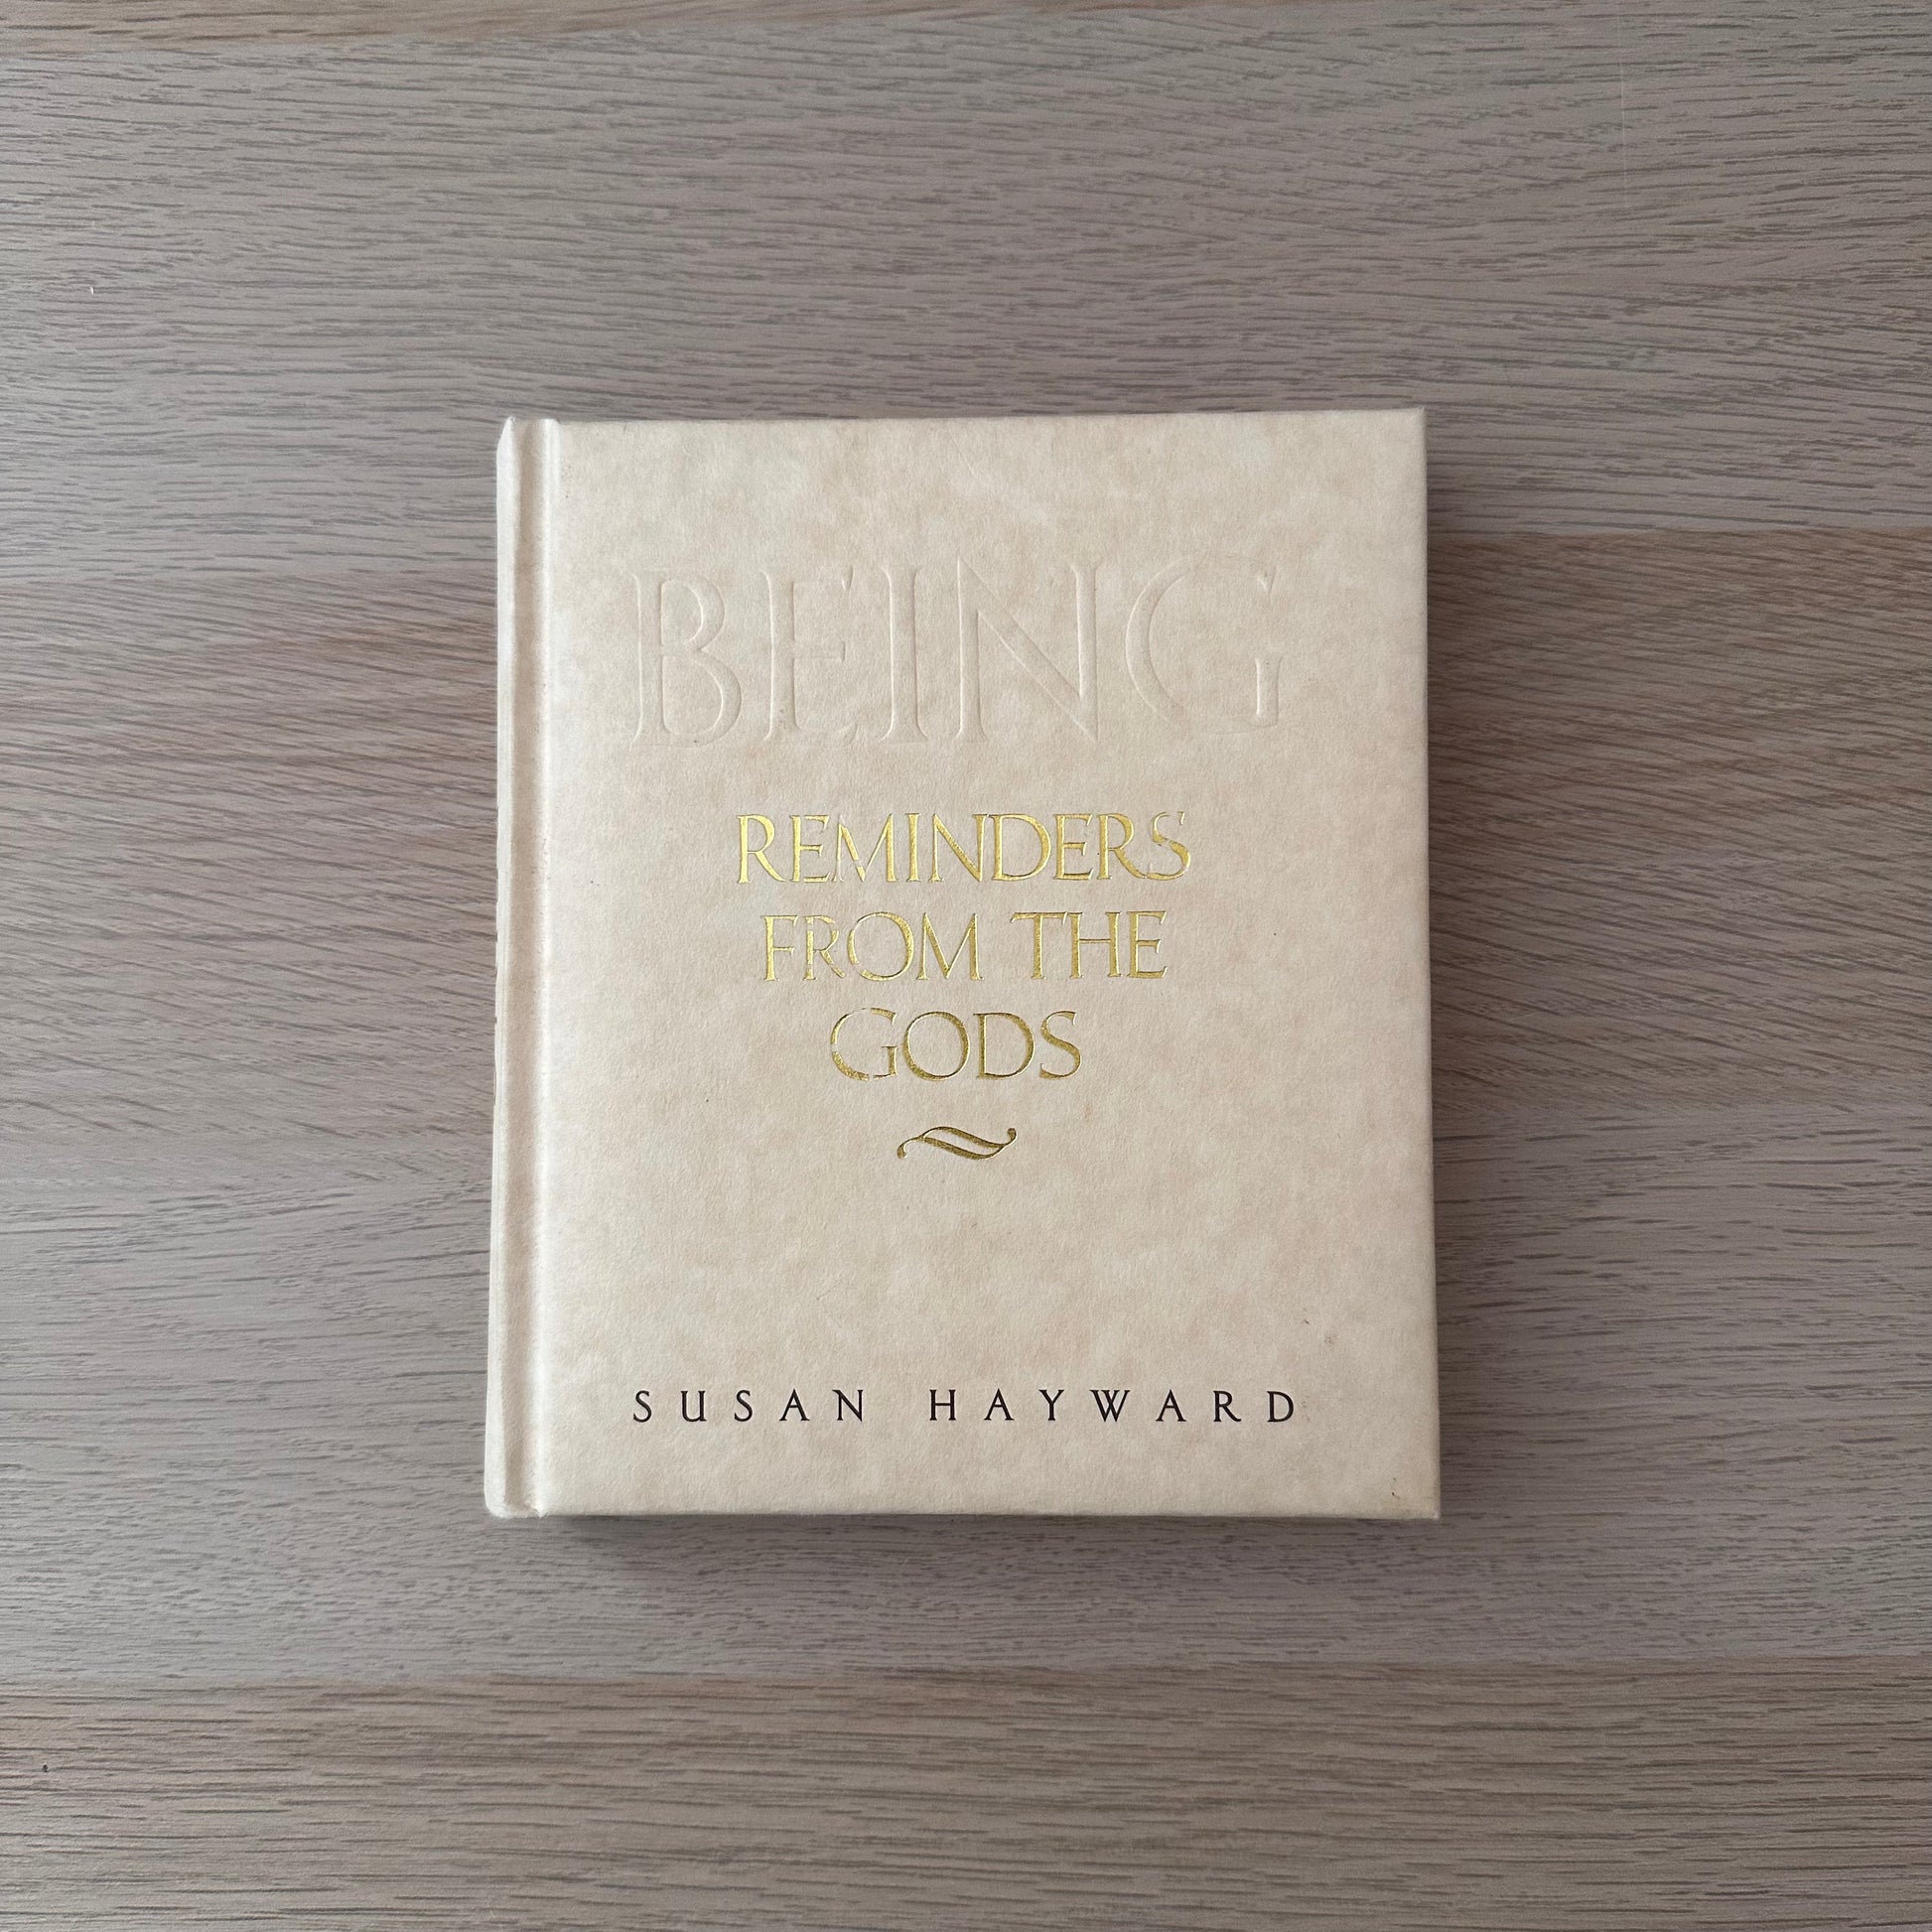 BEING
REMINDERS
FROM THE
GODS
SUSAN HAYWARD